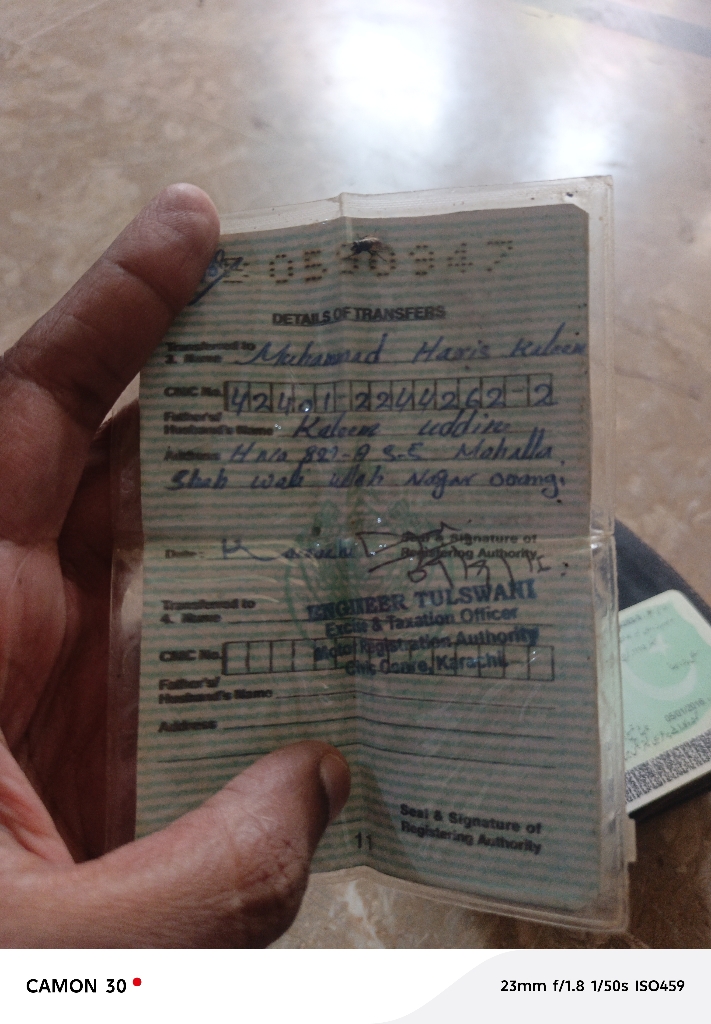 0590947
DETAILS OF TRANSFERS
Transferred to
3. Name Muhammad Haris Kaleem
CNIC No. 42401-2244262-2
Father's/
Husband's Name Kaleem uddin
Address H No 821-A S-E Mahalla
Shah wali ullah Nagar Orangi
Date: Seal & Signature of
Registering Authority
ENGINEER TULSWANI
Transferred to
4. Name
Excise & Taxation Officer
Motor Registration Authority
CNIC No.
Civic Centre, Karachi.
Father's/
Husband's Name
Address
Seal & Signature of
Registering Authority
11
CAMON 30
23mm f/1.8 1/50s ISO459